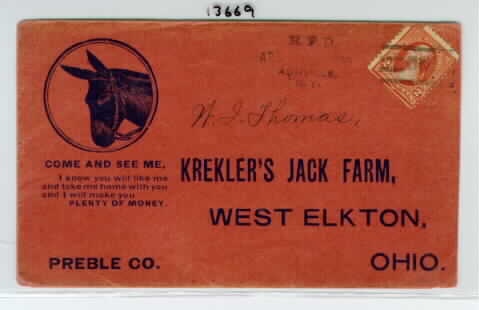 13669
W. J. Thomas,
COME AND SEE ME,
I know you will like me
and take me home with you
and I will make you
PLENTY OF MONEY.
KREKLER'S JACK FARM,
WEST ELKTON,
PREBLE CO.
OHIO.